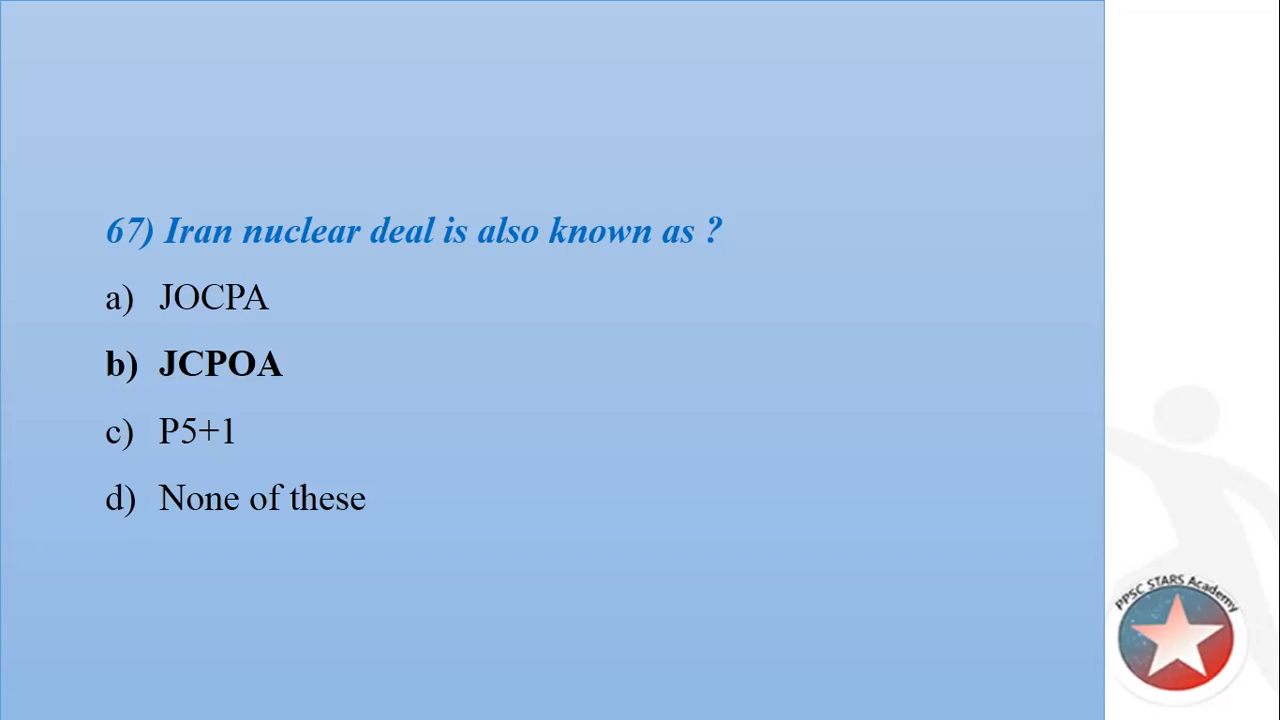 67) Iran nuclear deal is also known as ?
a) JOCPA
b) JCPOA
c) P5+1
d) None of these
PPSC STARS Academy